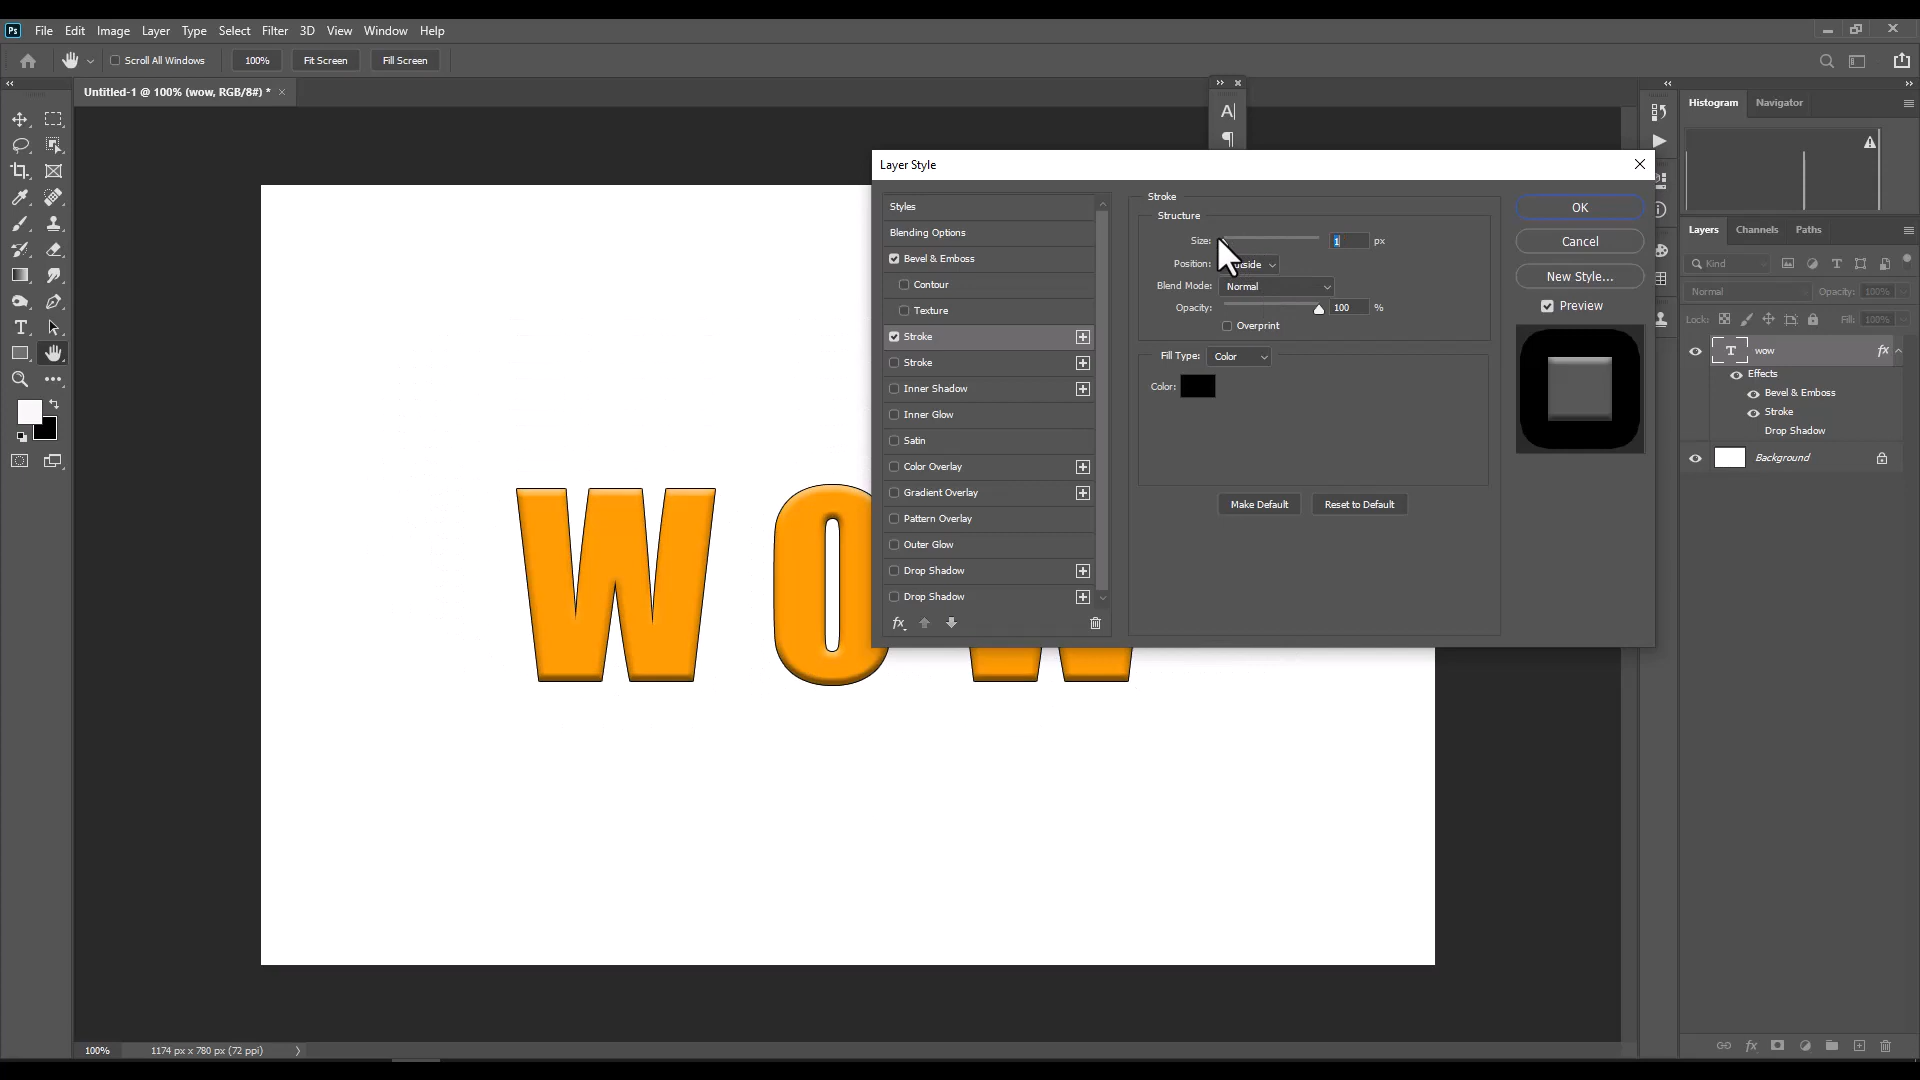 Ps File Edit Image Layer Type Select Filter 3D View Window Help
Scroll All Windows 100% Fit Screen Fill Screen
Untitled-1 @ 100% (wow, RGB/8#) * ×
Histogram Navigator
Layer Style
Styles
Blending Options
Bevel & Emboss
Contour
Texture
Stroke
Stroke
Inner Shadow
Inner Glow
Satin
Color Overlay
Gradient Overlay
Pattern Overlay
Outer Glow
Drop Shadow
Drop Shadow
fx
Stroke
Structure
Size: 1 px
Position:
Blend Mode: Normal
Opacity: 100 %
Overprint
Fill Type: Color
Color:
Make Default Reset to Default
OK
Cancel
New Style...
Preview
Layers Channels Paths
Kind
Normal Opacity: 100%
Lock: Fill: 100%
T wow fx
Effects
Bevel & Emboss
Stroke
Drop Shadow
Background
WOW
100% 1174 px x 780 px (72 ppi)